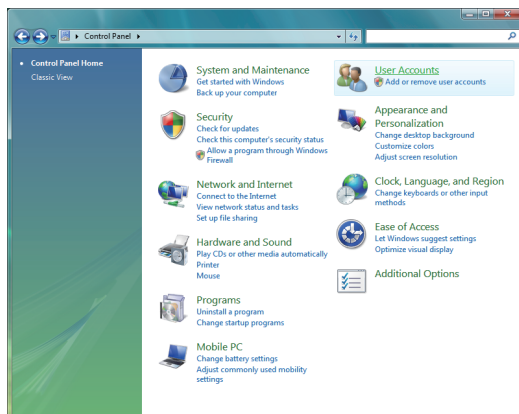 Control Panel
Control Panel Home
Classic View
System and Maintenance
Get started with Windows
Back up your computer
Security
Check for updates
Check this computer's security status
Allow a program through Windows
Firewall
Network and Internet
Connect to the Internet
View network status and tasks
Set up file sharing
Hardware and Sound
Play CDs or other media automatically
Printer
Mouse
Programs
Uninstall a program
Change startup programs
Mobile PC
Change battery settings
Adjust commonly used mobility
settings
User Accounts
Add or remove user accounts
Appearance and
Personalization
Change desktop background
Customize colors
Adjust screen resolution
Clock, Language, and Region
Change keyboards or other input
methods
Ease of Access
Let Windows suggest settings
Optimize visual display
Additional Options